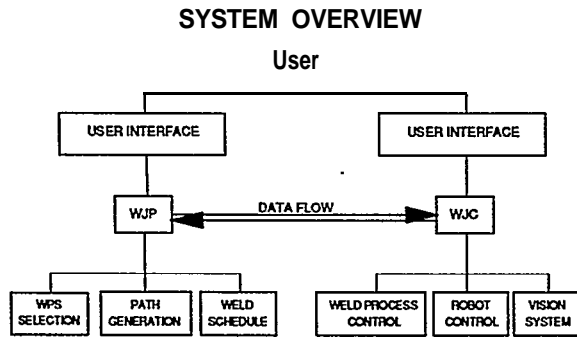 SYSTEM OVERVIEW
User
USER INTERFACE
USER INTERFACE
WJP
DATA FLOW
WJC
WPS
SELECTION
PATH
GENERATION
WELD
SCHEDULE
WELD PROCESS
CONTROL
ROBOT
CONTROL
VISION
SYSTEM